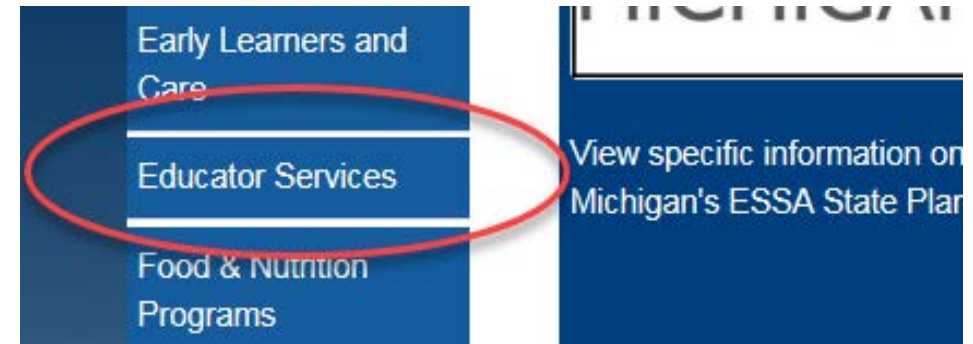 Early Learners and
Care
Educator Services
Food & Nutrition
Programs
View specific information on
Michigan's ESSA State Plan